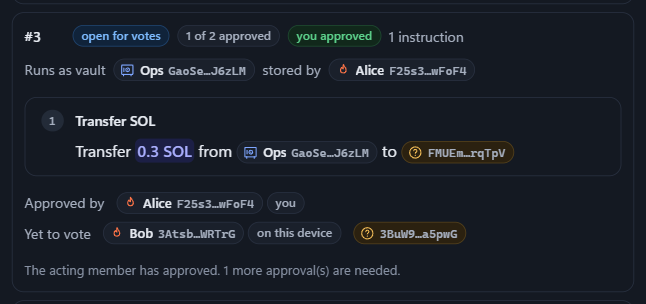 #3 open for votes 1 of 2 approved you approved 1 instruction
Runs as vault Ops GaoSe…J6zLM stored by Alice F25s3…wFoF4
1 Transfer SOL
Transfer 0.3 SOL from Ops GaoSe…J6zLM to FMUEm…rqTpV
Approved by Alice F25s3…wFoF4 you
Yet to vote Bob 3Atsb…WRTrG on this device 3BuW9…a5pwG
The acting member has approved. 1 more approval(s) are needed.